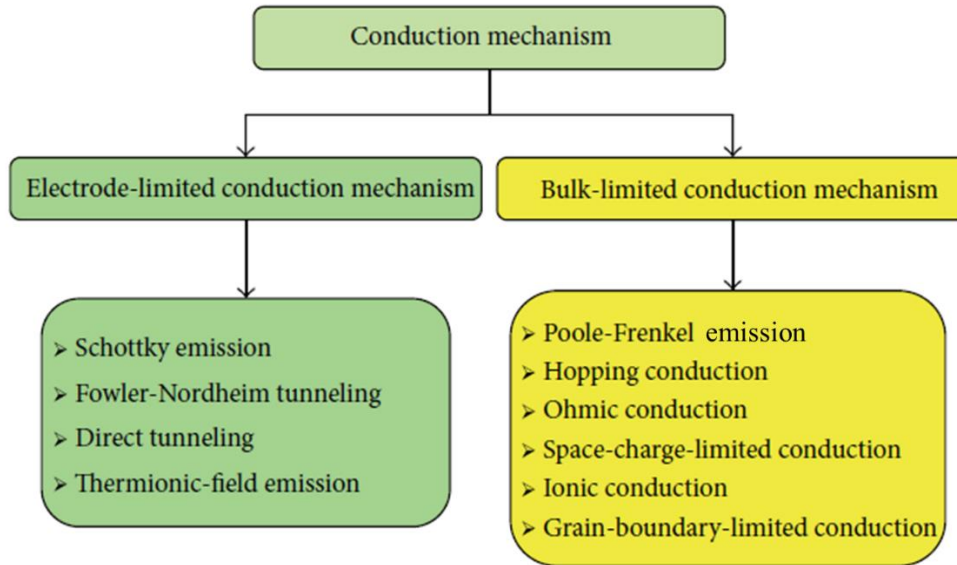 Conduction mechanism
Electrode-limited conduction mechanism
Bulk-limited conduction mechanism
➢ Schottky emission
➢ Fowler-Nordheim tunneling
➢ Direct tunneling
➢ Thermionic-field emission
➢ Poole-Frenkel emission
➢ Hopping conduction
➢ Ohmic conduction
➢ Space-charge-limited conduction
➢ Ionic conduction
➢ Grain-boundary-limited conduction